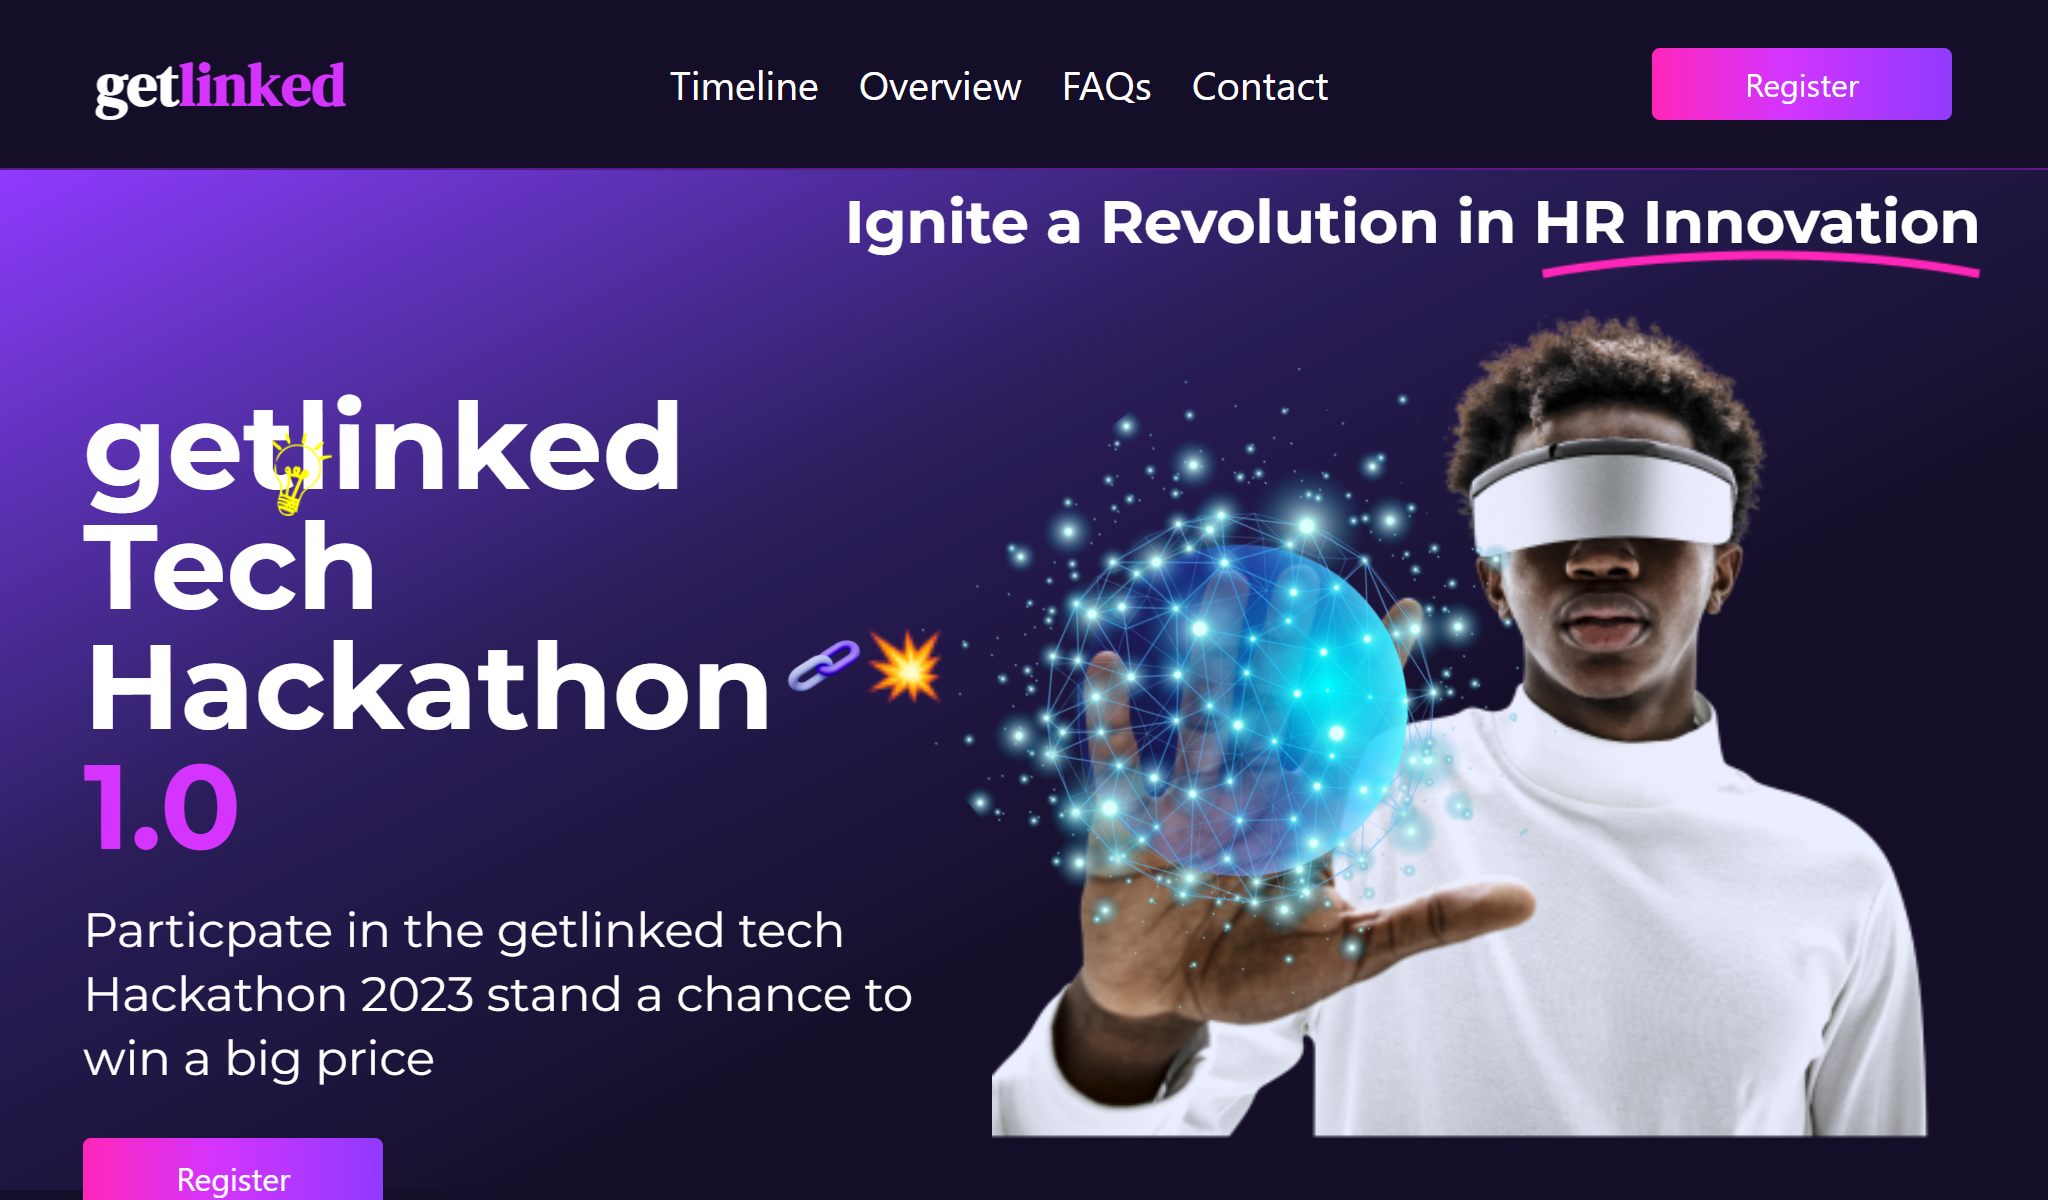 getlinked
Timeline Overview FAQs Contact
Register
Ignite a Revolution in HR Innovation
getlinked
Tech
Hackathon
1.0
Particpate in the getlinked tech
Hackathon 2023 stand a chance to
win a big price
Register